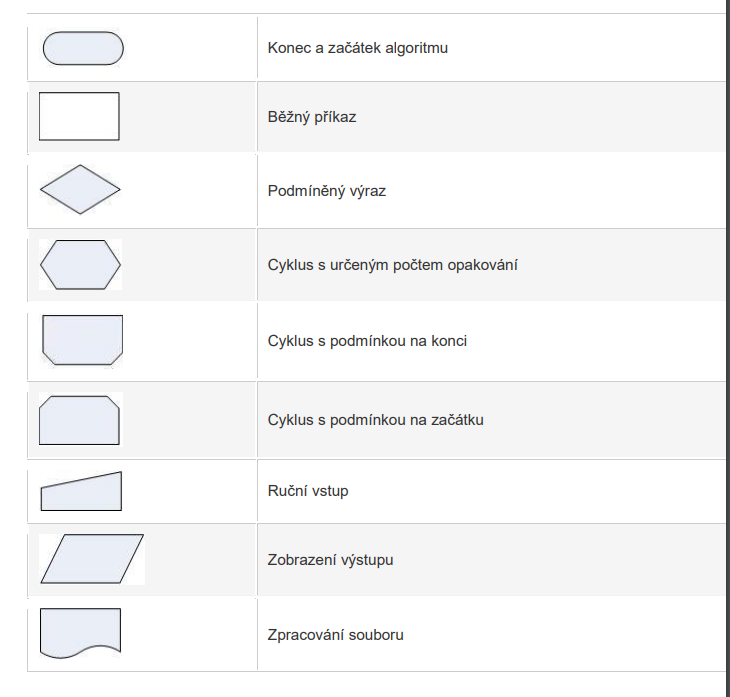 Konec a začátek algoritmu
Běžný příkaz
Podmíněný výraz
Cyklus s určeným počtem opakování
Cyklus s podmínkou na konci
Cyklus s podmínkou na začátku
Ruční vstup
Zobrazení výstupu
Zpracování souboru